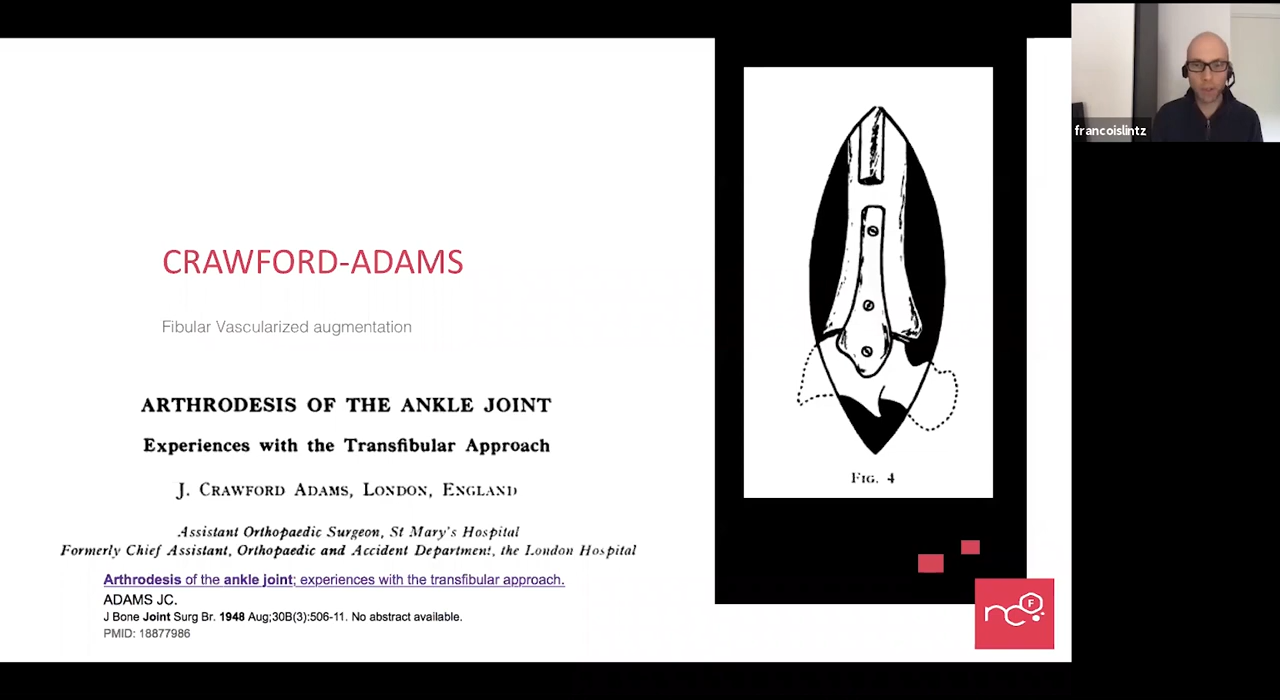 francoislintz
CRAWFORD-ADAMS
Fibular Vascularized augmentation
ARTHRODESIS OF THE ANKLE JOINT
Experiences with the Transfibular Approach
J. CRAWFORD ADAMS, LONDON, ENGLAND
Assistant Orthopaedic Surgeon, St Mary's Hospital
Formerly Chief Assistant, Orthopaedic and Accident Department, the London Hospital
Arthrodesis of the ankle joint; experiences with the transfibular approach.
ADAMS JC.
J Bone Joint Surg Br. 1948 Aug;30B(3):506-11. No abstract available.
PMID: 18877986
FIG. 4
nc
F